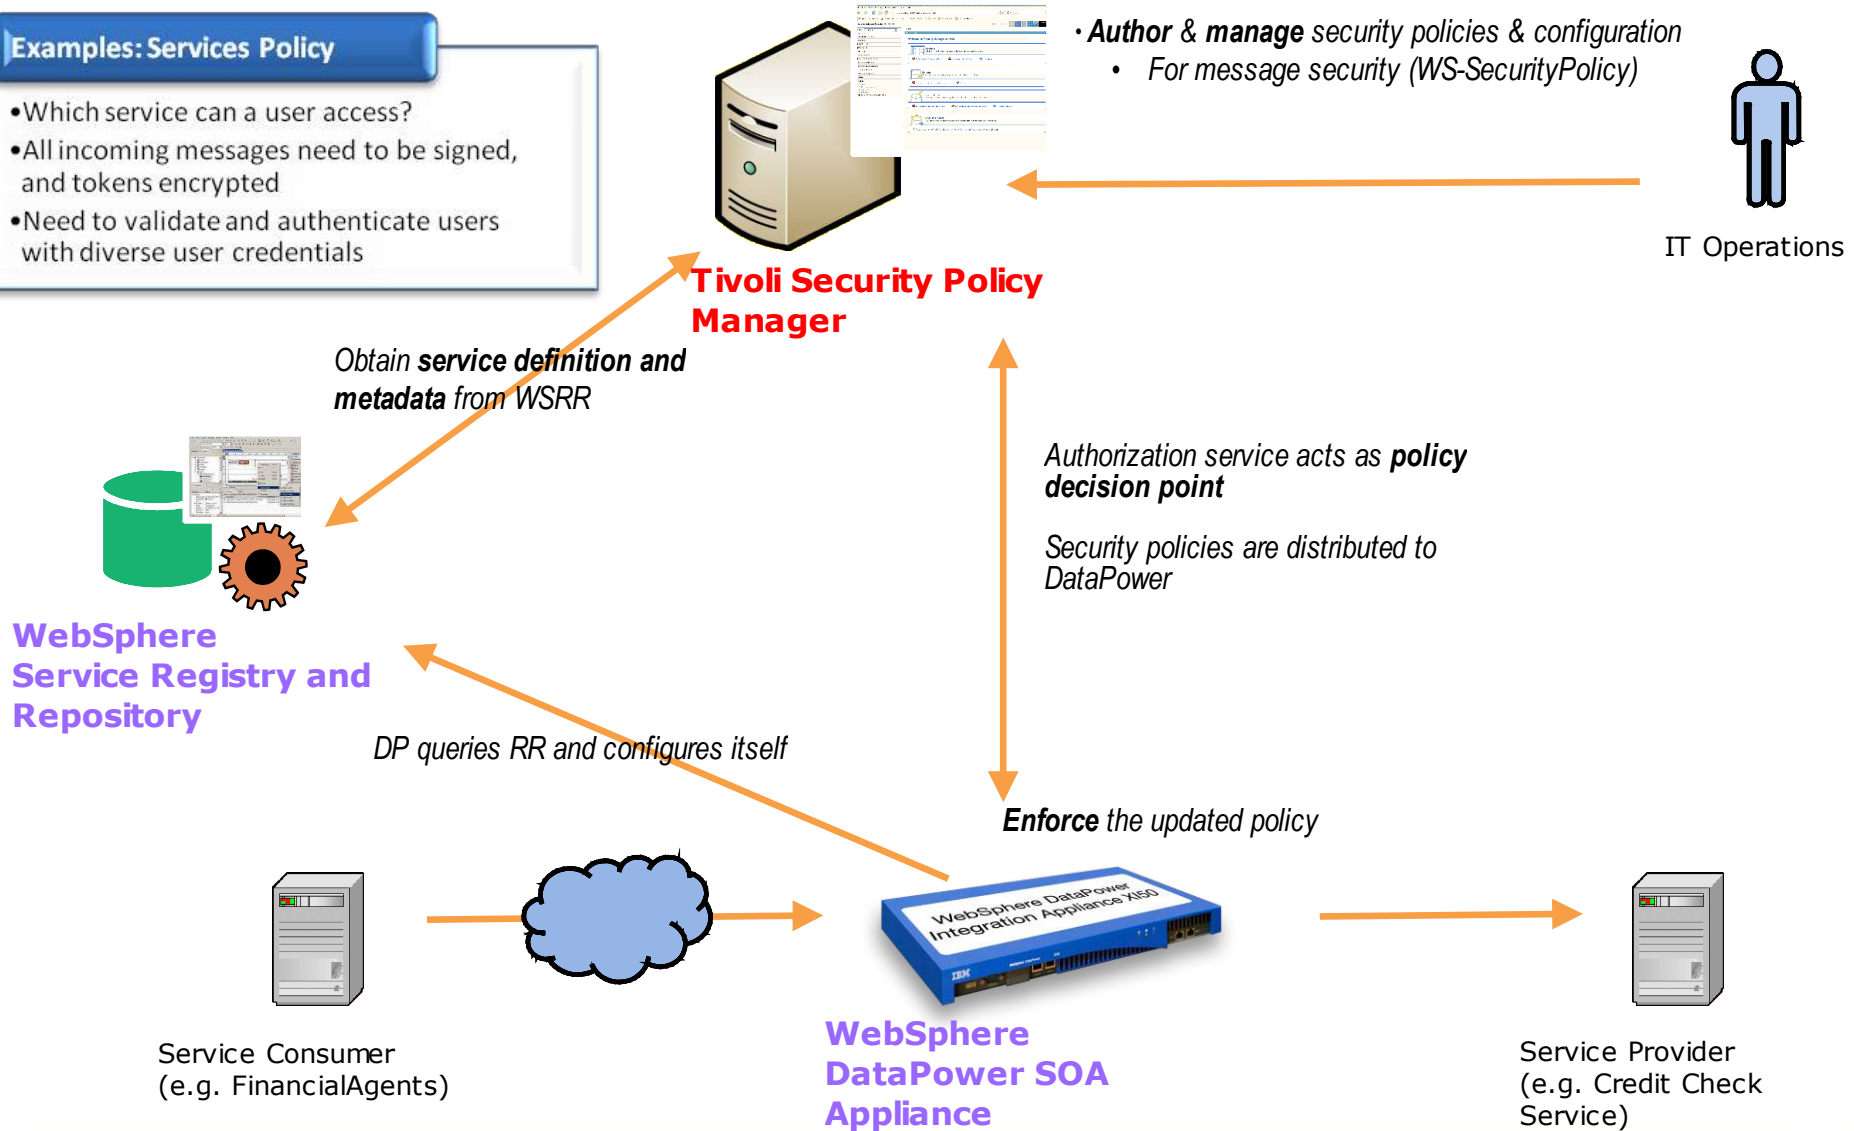 Examples: Services Policy
•Which service can a user access?
•All incoming messages need to be signed,
and tokens encrypted
•Need to validate and authenticate users
with diverse user credentials
• Author & manage security policies & configuration
• For message security (WS-SecurityPolicy)
IT Operations
Tivoli Security Policy
Manager
Obtain service definition and
metadata from WSRR
Authorization service acts as policy
decision point
Security policies are distributed to
DataPower
WebSphere
Service Registry and
Repository
DP queries RR and configures itself
Enforce the updated policy
WebSphere DataPower
Integration Appliance XI50
IBM
Service Consumer
(e.g. FinancialAgents)
WebSphere
DataPower SOA
Appliance
Service Provider
(e.g. Credit Check
Service)